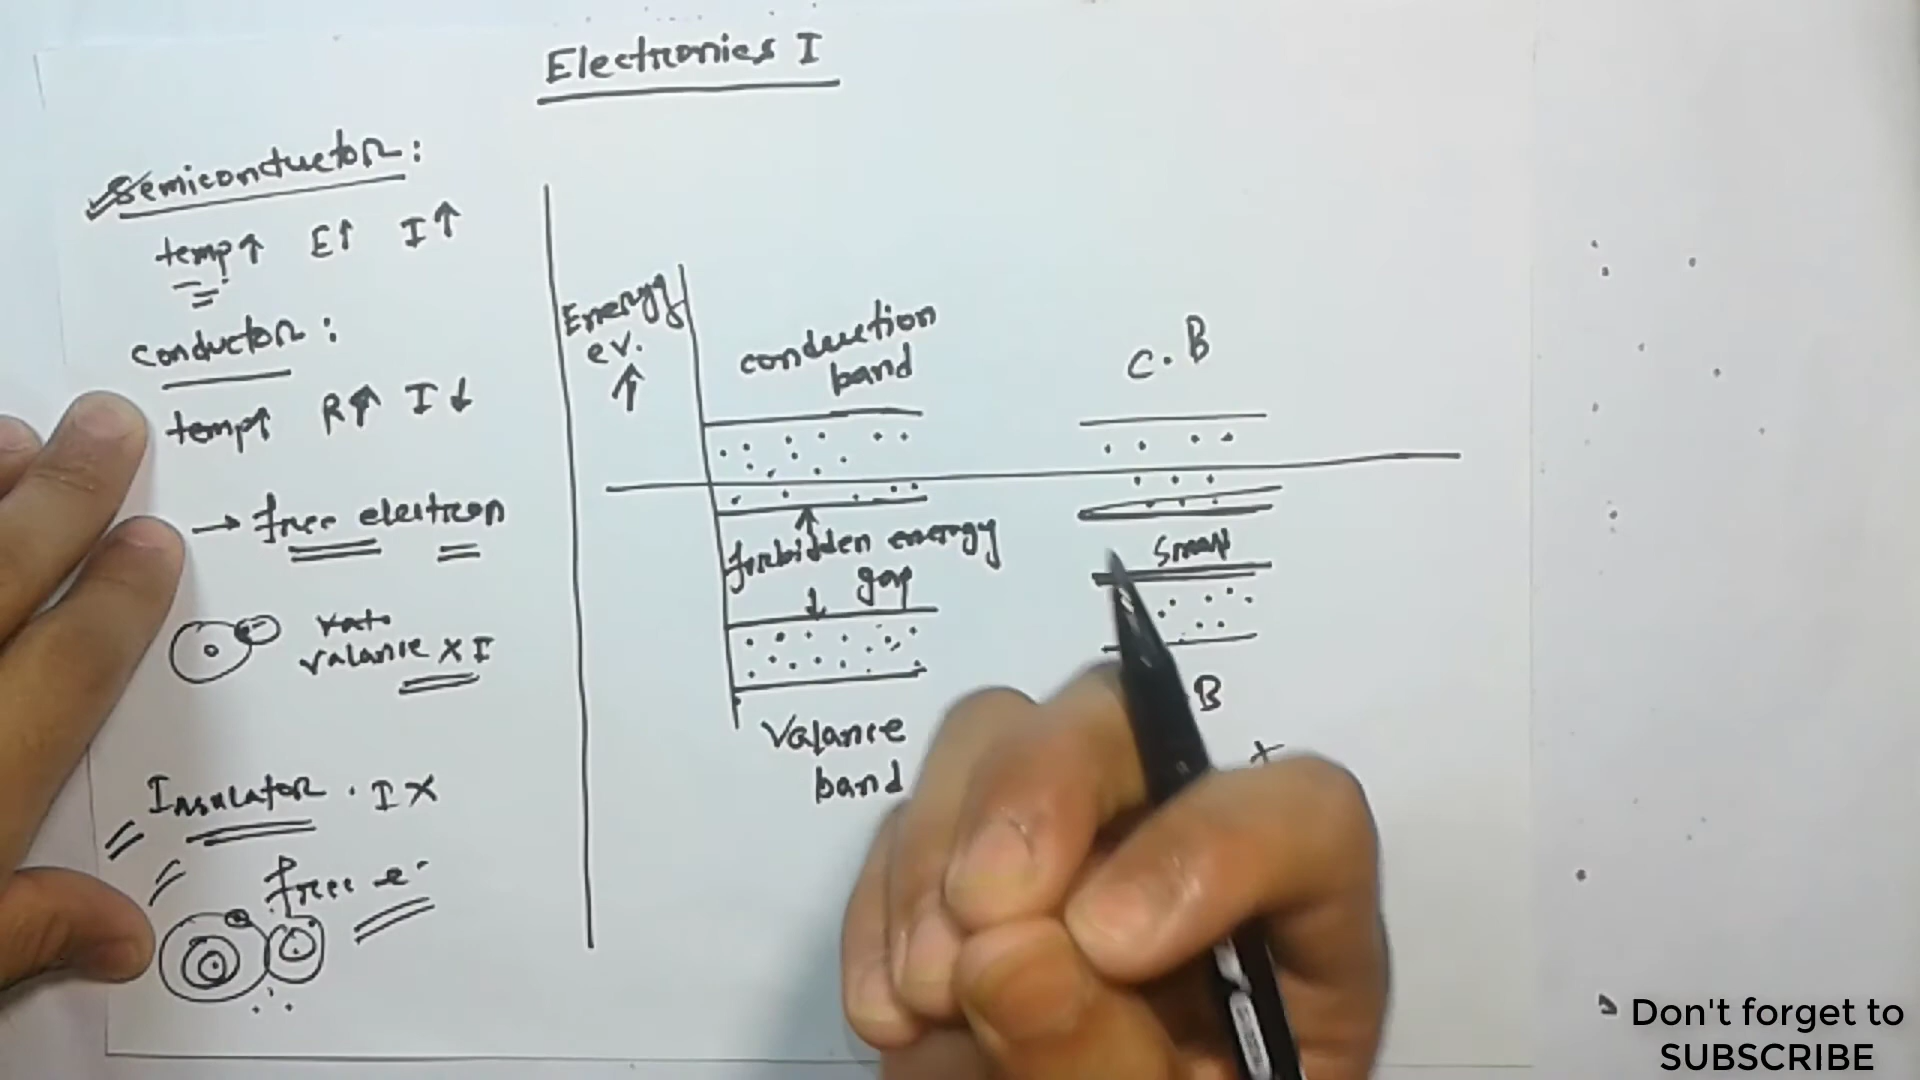 Electronics I
Semiconductor:
temp↑ E↑ I↑
conductor:
temp↑ R↑ I↓
→ free electron
valance X I
Insulator . I X
free e-
Energy
ev.
↑
conduction
band
forbidden energy
gap
Valance
band
C.B
Small
B
Don't forget to
SUBSCRIBE